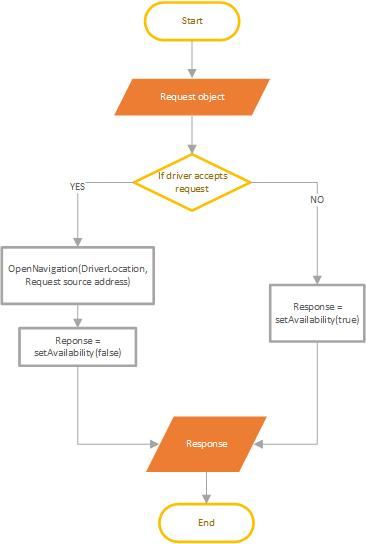 Start
Request object
If driver accepts
request
YES
NO
OpenNavigation(DriverLocation,
Request source address)
Response =
setAvailability(true)
Reponse =
setAvailability(false)
Response
End